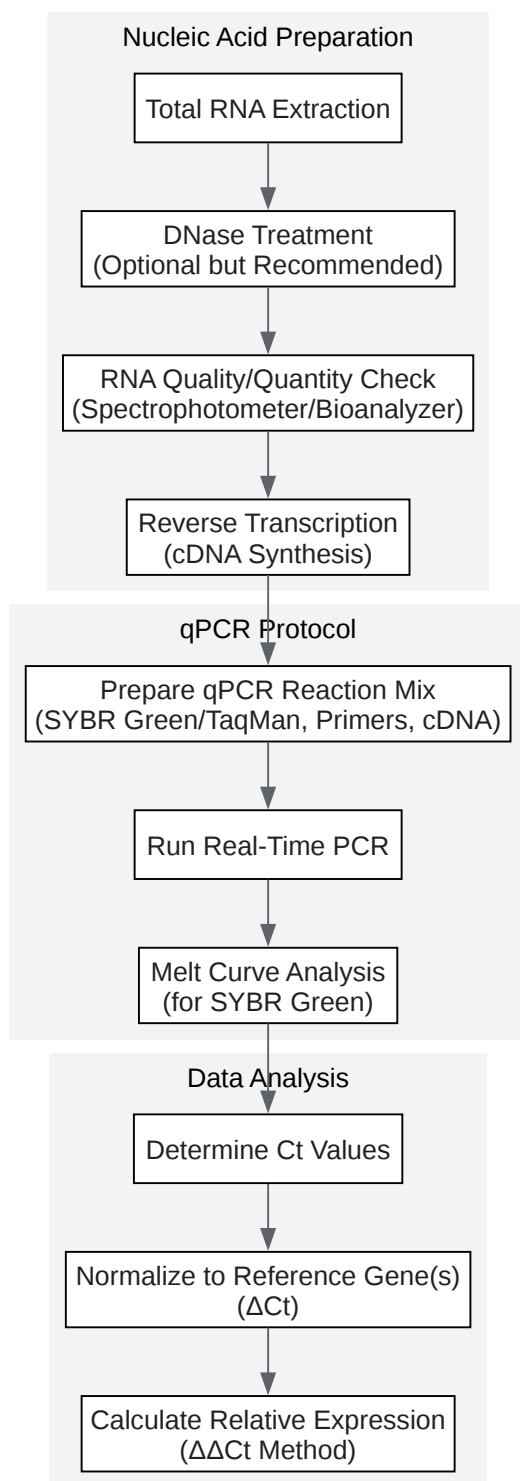 Nucleic Acid Preparation
Total RNA Extraction
DNase Treatment
(Optional but Recommended)
RNA Quality/Quantity Check
(Spectrophotometer/Bioanalyzer)
Reverse Transcription
(cDNA Synthesis)
qPCR Protocol
Prepare qPCR Reaction Mix
(SYBR Green/TaqMan, Primers, cDNA)
Run Real-Time PCR
Melt Curve Analysis
(for SYBR Green)
Data Analysis
Determine Ct Values
Normalize to Reference Gene(s)
(ΔCt)
Calculate Relative Expression
(ΔΔCt Method)